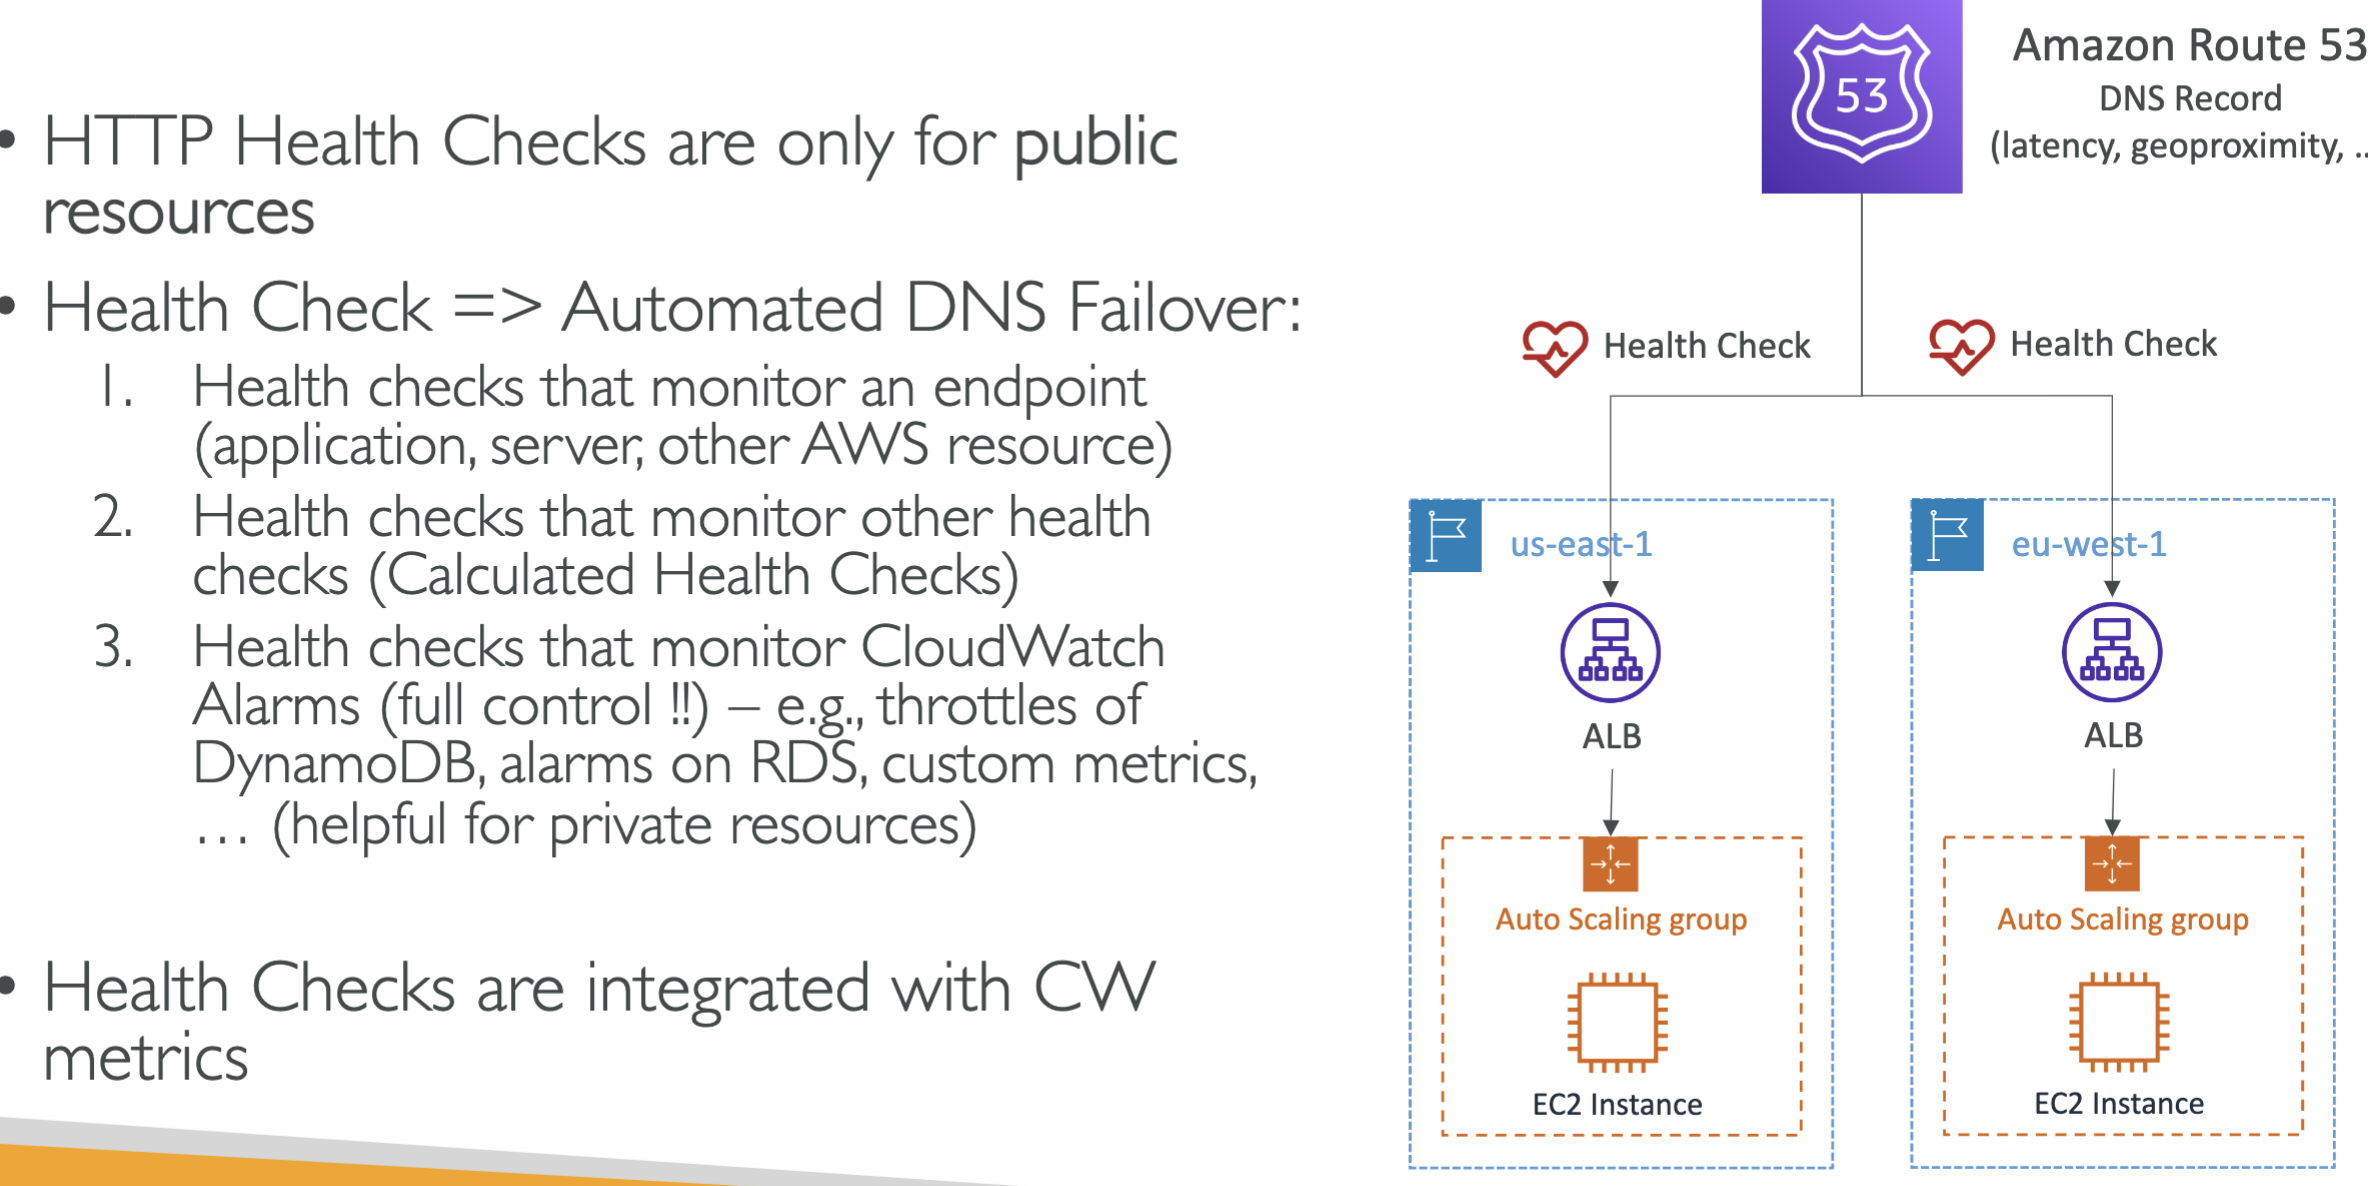 • HTTP Health Checks are only for public
resources
• Health Check => Automated DNS Failover:
1. Health checks that monitor an endpoint
(application, server, other AWS resource)
2. Health checks that monitor other health
checks (Calculated Health Checks)
3. Health checks that monitor CloudWatch
Alarms (full control !!) – e.g., throttles of
DynamoDB, alarms on RDS, custom metrics,
… (helpful for private resources)
• Health Checks are integrated with CW
metrics
53
Amazon Route 53
DNS Record
(latency, geoproximity, ..
Health Check
Health Check
us-east-1
ALB
Auto Scaling group
EC2 Instance
eu-west-1
ALB
Auto Scaling group
EC2 Instance